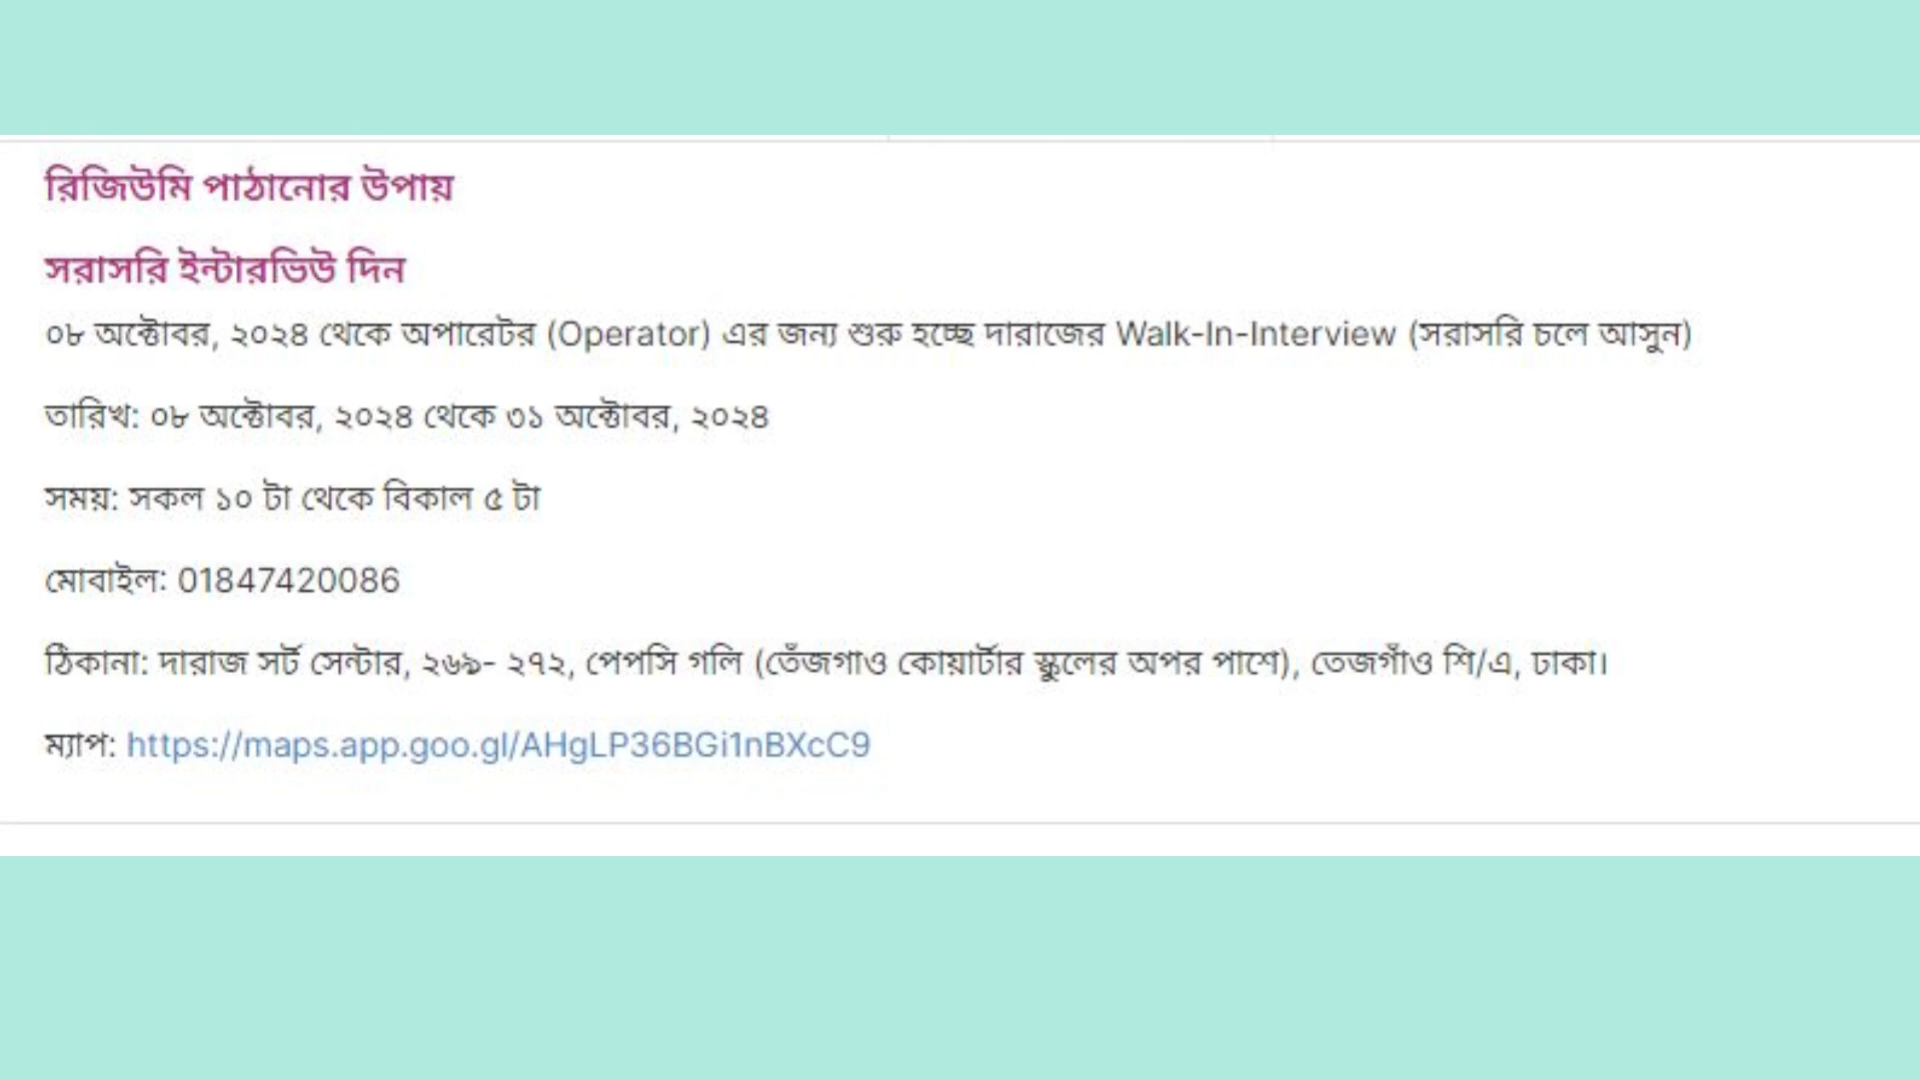 রিজিউমি পাঠানোর উপায়
সরাসরি ইন্টারভিউ দিন
০৮ অক্টোবর, ২০২৪ থেকে অপারেটর (Operator) এর জন্য শুরু হচ্ছে দারাজের Walk-In-Interview (সরাসরি চলে আসুন)
তারিখ: ০৮ অক্টোবর, ২০২৪ থেকে ৩১ অক্টোবর, ২০২৪
সময়: সকল ১০ টা থেকে বিকাল ৫ টা
মোবাইল: 01847420086
ঠিকানা: দারাজ সর্ট সেন্টার, ২৬৯- ২৭২, পেপসি গলি (তেঁজগাও কোয়ার্টার স্কুলের অপর পাশে), তেজগাঁও শি/এ, ঢাকা।
ম্যাপ: https://maps.app.goo.gl/AHgLP36BGi1nBXcC9